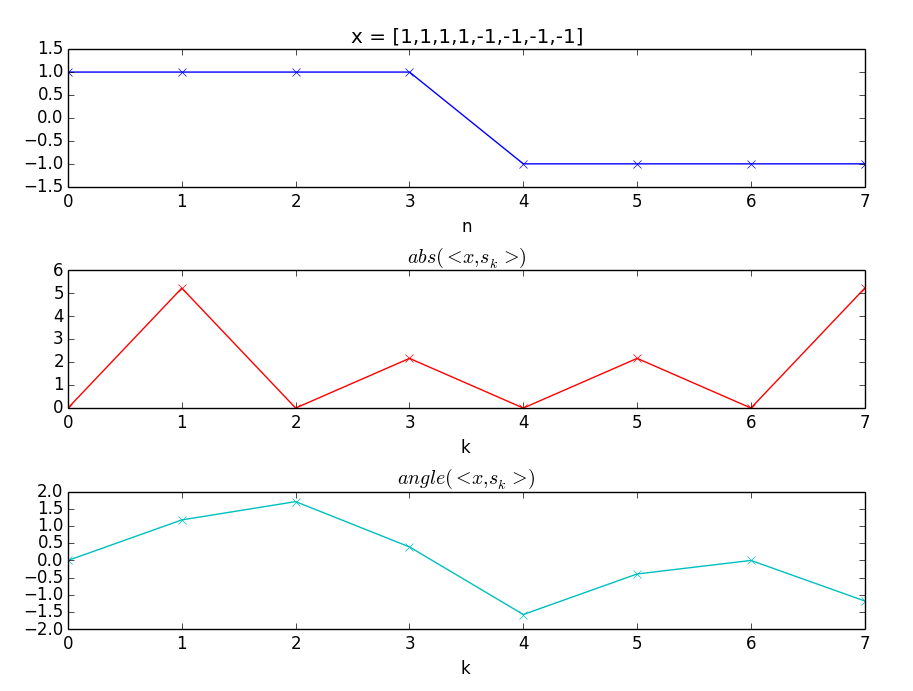 x = [1,1,1,1,-1,-1,-1,-1]
1.5
1.0
0.5
0.0
−0.5
−1.0
−1.5
0 1 2 3 4 5 6 7
n
abs(<x,s_k>)
6
5
4
3
2
1
0
0 1 2 3 4 5 6 7
k
angle(<x,s_k>)
2.0
1.5
1.0
0.5
0.0
−0.5
−1.0
−1.5
−2.0
0 1 2 3 4 5 6 7
k